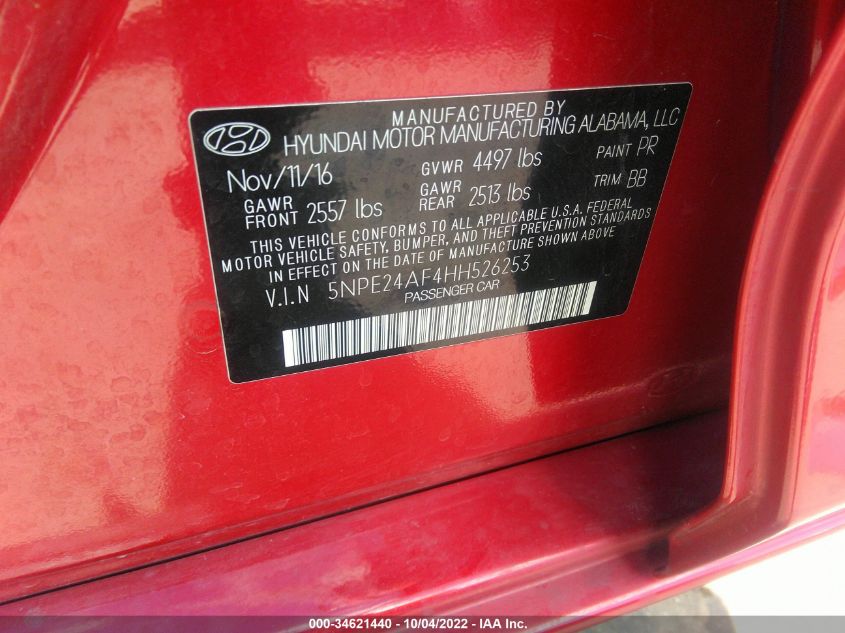 MANUFACTURED BY
HYUNDAI MOTOR MANUFACTURING ALABAMA, LLC
Nov/11/16 GVWR 4497 lbs PAINT PR
GAWR FRONT 2557 lbs GAWR REAR 2513 lbs TRIM BB
THIS VEHICLE CONFORMS TO ALL APPLICABLE U.S.A. FEDERAL
MOTOR VEHICLE SAFETY, BUMPER, AND THEFT PREVENTION STANDARDS
IN EFFECT ON THE DATE OF MANUFACTURE SHOWN ABOVE
V.I.N 5NPE24AF4HH526253
PASSENGER CAR
000-34621440 - 10/04/2022 - IAA Inc.